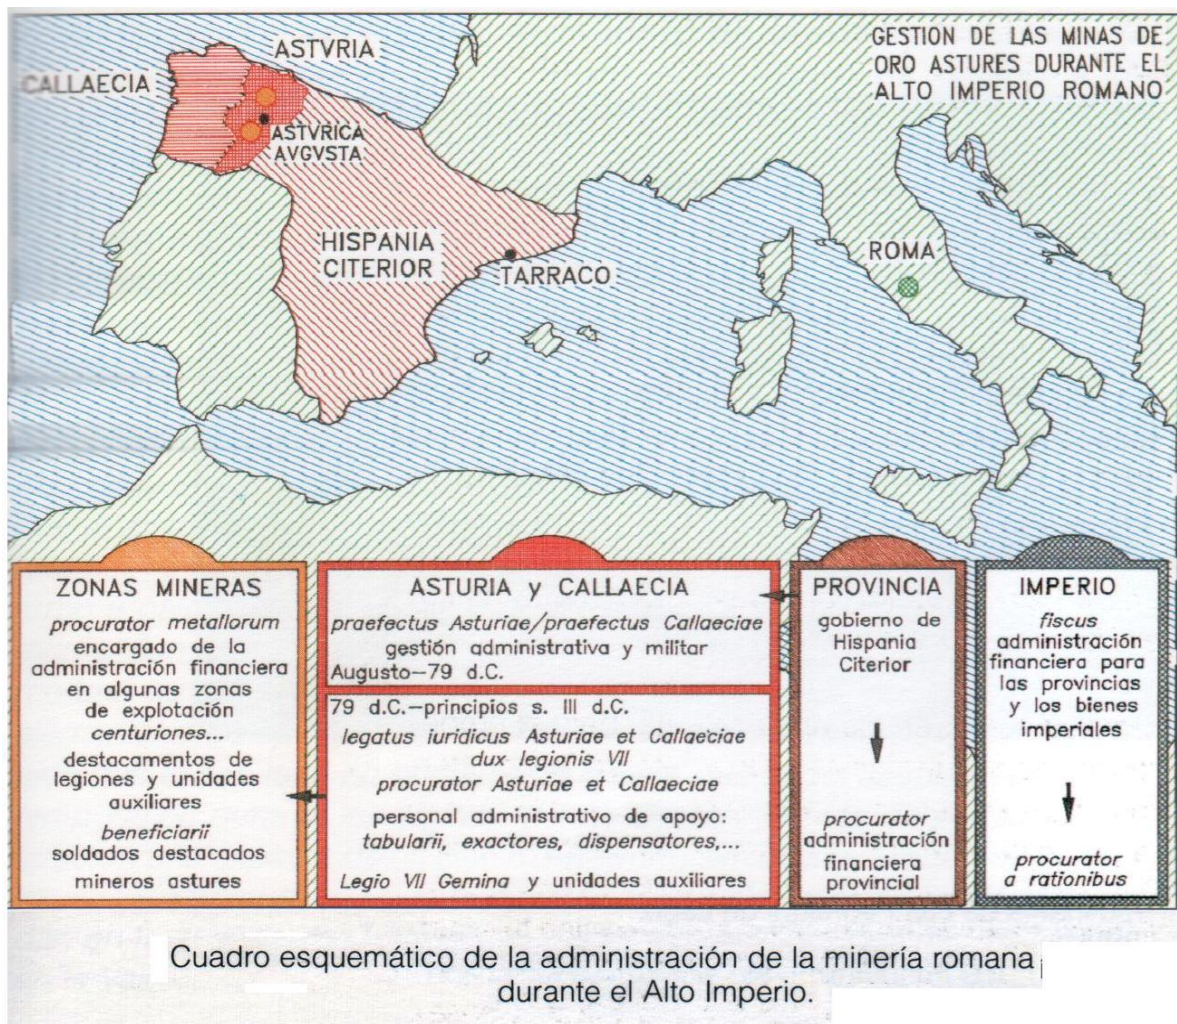 GESTION DE LAS MINAS DE
ORO ASTURES DURANTE EL
ALTO IMPERIO ROMANO
ASTVRIA
CALLAECIA
ASTVRICA
AVGVSTA
HISPANIA
CITERIOR
TARRACO
ROMA
ZONAS MINERAS
procurator metallorum
encargado de la
administración financiera
en algunas zonas
de explotación
centuriones...
destacamentos de
legiones y unidades
auxiliares
beneficiarii
soldados destacados
mineros astures
ASTURIA y CALLAECIA
praefectus Asturiae/praefectus Callaeciae
gestión administrativa y militar
Augusto–79 d.C.
79 d.C.–principios s. III d.C.
legatus iuridicus Asturiae et Callaeciae
dux legionis VII
procurator Asturiae et Callaeciae
personal administrativo de apoyo:
tabularii, exactores, dispensatores,...
Legio VII Gemina y unidades auxiliares
PROVINCIA
gobierno de
Hispania
Citerior
procurator
administración
financiera
provincial
IMPERIO
fiscus
administración
financiera para
las provincias
y los bienes
imperiales
procurator
a rationibus
Cuadro esquemático de la administración de la minería romana
durante el Alto Imperio.